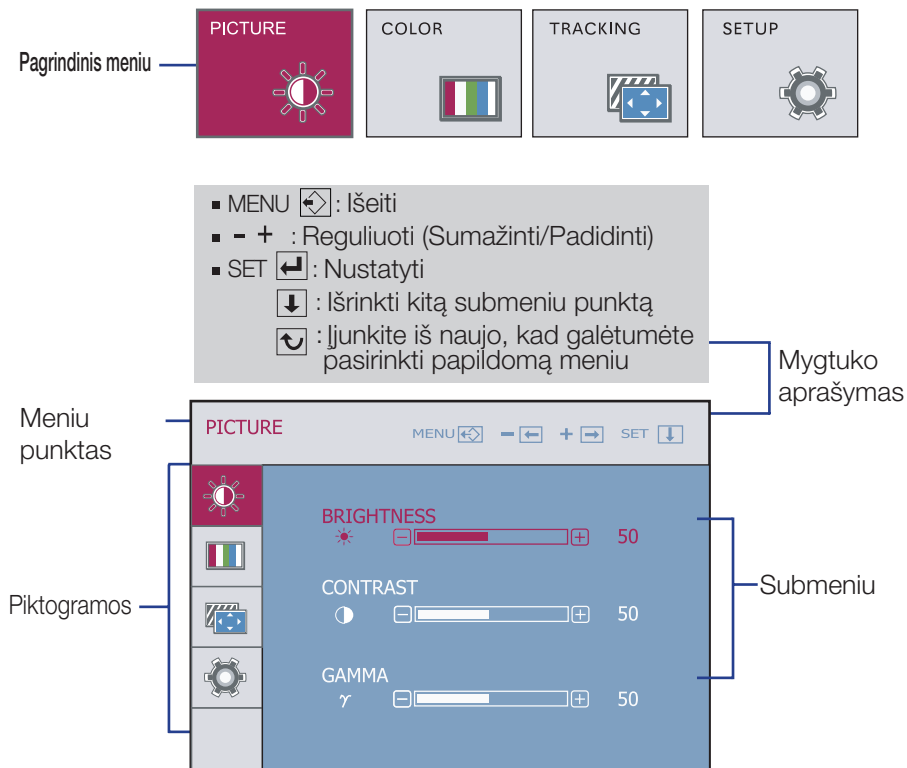 PICTURE
COLOR
TRACKING
SETUP
Pagrindinis meniu
▪ MENU : Išeiti
▪ - + : Reguliuoti (Sumažinti/Padidinti)
▪ SET : Nustatyti
: Išrinkti kitą submeniu punktą
: Įjunkite iš naujo, kad galėtumėte
pasirinkti papildomą meniu
Mygtuko
aprašymas
Meniu
punktas
PICTURE MENU - + SET
BRIGHTNESS
- + 50
Piktogramos
CONTRAST
- + 50
Submeniu
GAMMA
γ - + 50